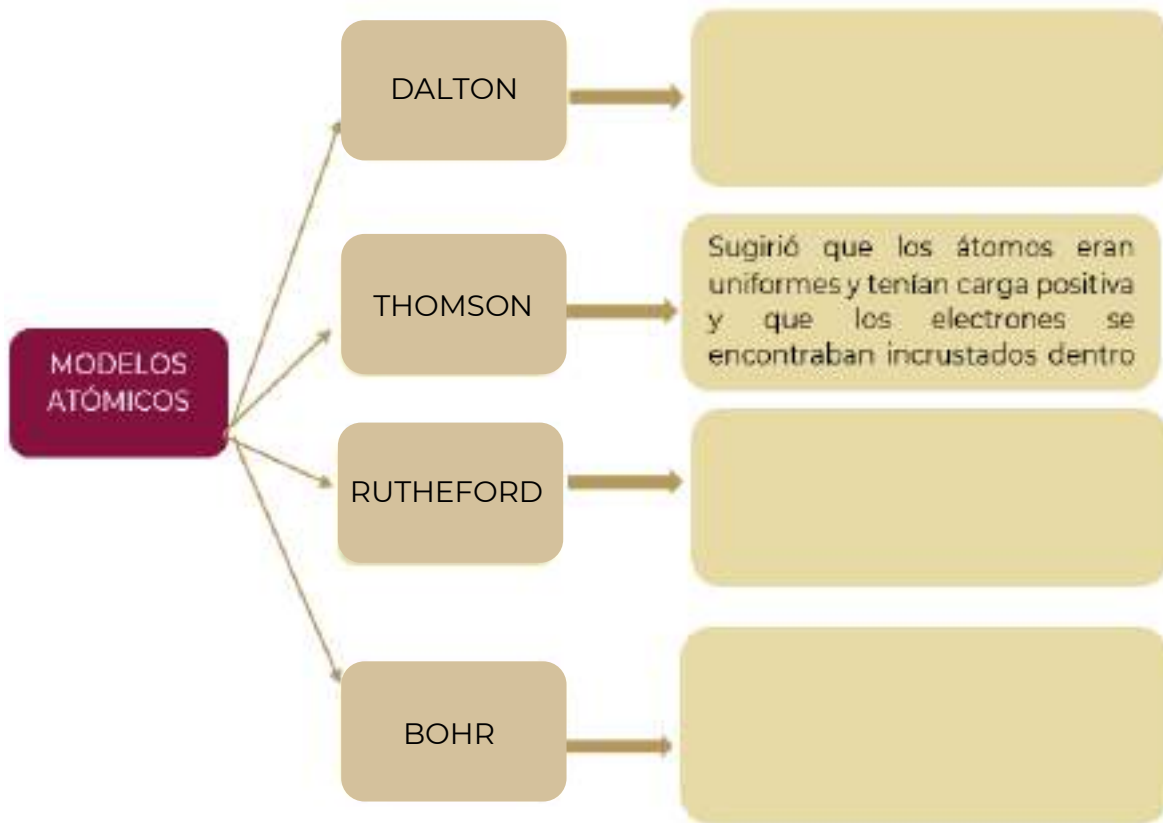 DALTON
Sugirió que los átomos eran
uniformes y tenían carga positiva
y que los electrones se
encontraban incrustados dentro
THOMSON
MODELOS
ATÓMICOS
RUTHEFORD
BOHR